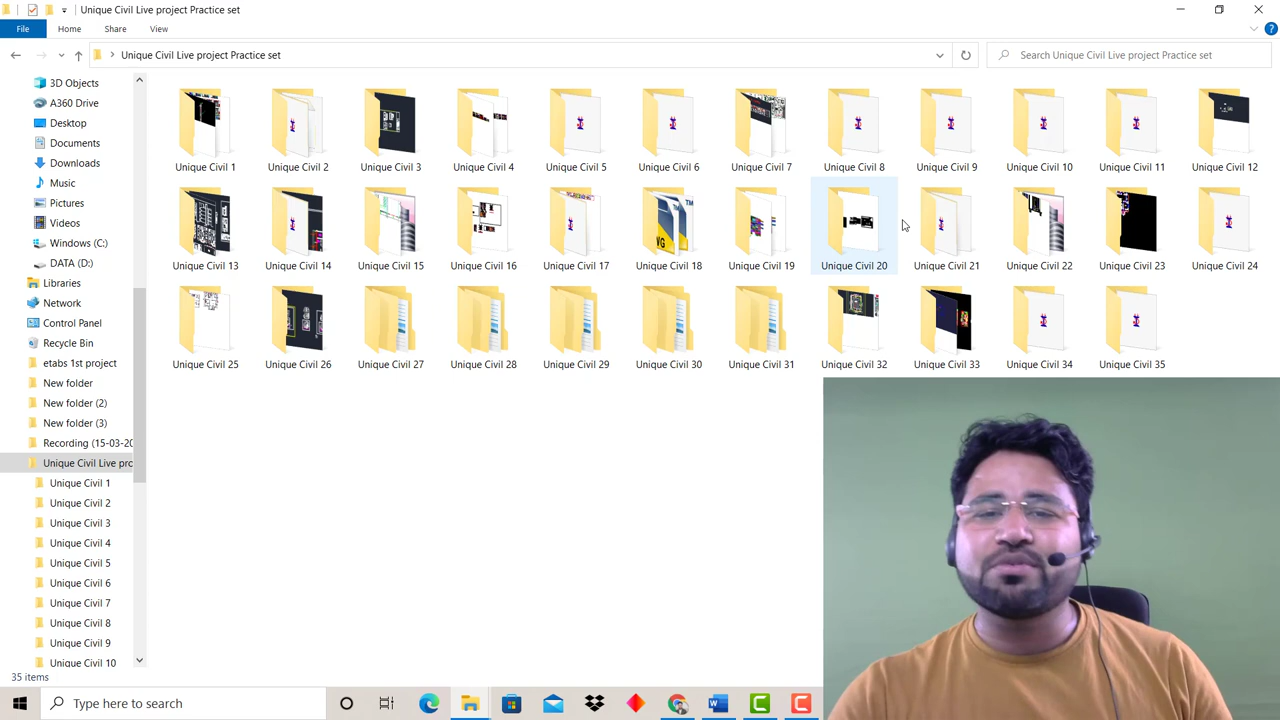 Unique Civil Live project Practice set
File Home Share View
Unique Civil Live project Practice set
Search Unique Civil Live project Practice set
3D Objects
A360 Drive
Desktop
Documents
Downloads
Music
Pictures
Videos
Windows (C:)
DATA (D:)
Libraries
Network
Control Panel
Recycle Bin
etabs 1st project
New folder
New folder (2)
New folder (3)
Recording (15-03-20
Unique Civil Live prc
Unique Civil 1
Unique Civil 2
Unique Civil 3
Unique Civil 4
Unique Civil 5
Unique Civil 6
Unique Civil 7
Unique Civil 8
Unique Civil 9
Unique Civil 10
Unique Civil 1 Unique Civil 2 Unique Civil 3 Unique Civil 4 Unique Civil 5 Unique Civil 6 Unique Civil 7 Unique Civil 8 Unique Civil 9 Unique Civil 10 Unique Civil 11 Unique Civil 12
Unique Civil 13 Unique Civil 14 Unique Civil 15 Unique Civil 16 Unique Civil 17 Unique Civil 18 Unique Civil 19 Unique Civil 20 Unique Civil 21 Unique Civil 22 Unique Civil 23 Unique Civil 24
Unique Civil 25 Unique Civil 26 Unique Civil 27 Unique Civil 28 Unique Civil 29 Unique Civil 30 Unique Civil 31 Unique Civil 32 Unique Civil 33 Unique Civil 34 Unique Civil 35
35 items
Type here to search